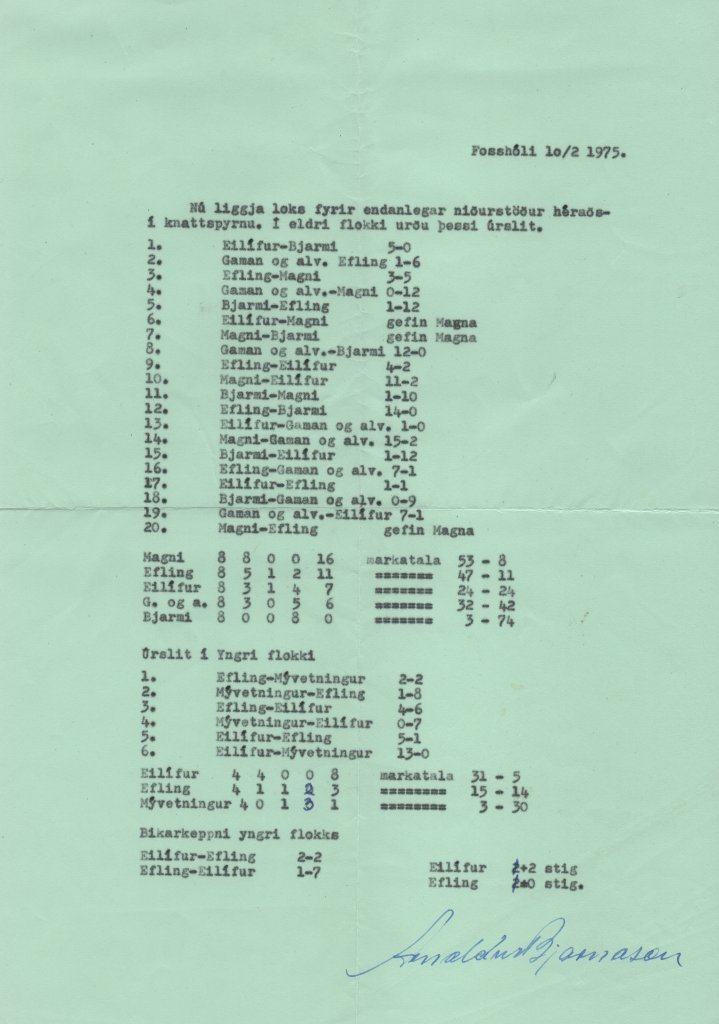 Fosshóli 1o/2 1975.
Nú liggja loks fyrir endanlegar niðurstöður héraðs-
í knattspyrnu. Í eldri flokki urðu þessi úrslit.
1. Eilífur-Bjarmi 5-0
2. Gaman og alv. Efling 1-6
3. Efling-Magni 3-5
4. Gaman og alv.-Magni 0-12
5. Bjarmi-Efling 1-12
6. Eilífur-Magni gefin Magna
7. Magni-Bjarmi gefin Magna
8. Gaman og alv.-Bjarmi 12-0
9. Efling-Eilífur 4-2
10. Magni-Eilífur 11-2
11. Bjarmi-Magni 1-10
12. Efling-Bjarmi 14-0
13. Eilífur-Gaman og alv. 1-0
14. Magni-Gaman og alv. 15-2
15. Bjarmi-Eilífur 1-12
16. Efling-Gaman og alv. 7-1
17. Eilífur-Efling 1-1
18. Bjarmi-Gaman og alv. 0-9
19. Gaman og alv.-Eilífur 7-1
20. Magni-Efling gefin Magna
Magni 8 8 0 0 16 markatala 53 - 8
Efling 8 5 1 2 11 ======== 47 - 11
Eilífur 8 3 1 4 7 ======== 24 - 24
G. og a. 8 3 0 5 6 ======== 32 - 42
Bjarmi 8 0 0 8 0 ======== 3 - 74
Úrslit í Yngri flokki
1. Efling-Mývetningur 2-2
2. Mývetningur-Efling 1-8
3. Efling-Eilífur 4-6
4. Mývetningur-Eilífur 0-7
5. Eilífur-Efling 5-1
6. Eilífur-Mývetningur 13-0
Eilífur 4 4 0 0 8 markatala 31 - 5
Efling 4 1 1 2 3 ======== 15 - 14
Mývetningur 4 0 1 3 1 ======== 3 - 30
Bikarkeppni yngri flokks
Eilífur-Efling 2-2
Efling-Eilífur 1-7
Eilífur 2+2 stig
Efling 2+0 stig.
Arnaldur Bjarnason